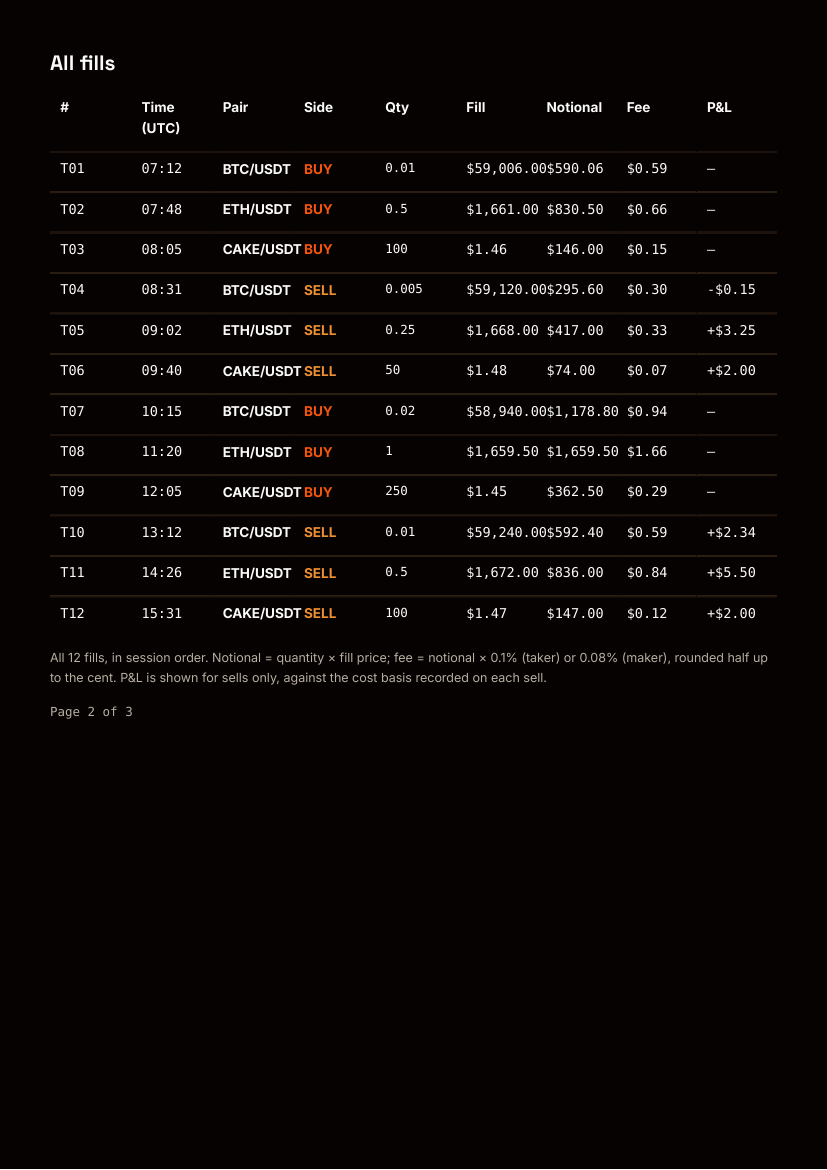 All fills
# Time (UTC) Pair Side Qty Fill Notional Fee P&L
T01 07:12 BTC/USDT BUY 0.01 $59,006.00 $590.06 $0.59 —
T02 07:48 ETH/USDT BUY 0.5 $1,661.00 $830.50 $0.66 —
T03 08:05 CAKE/USDT BUY 100 $1.46 $146.00 $0.15 —
T04 08:31 BTC/USDT SELL 0.005 $59,120.00 $295.60 $0.30 -$0.15
T05 09:02 ETH/USDT SELL 0.25 $1,668.00 $417.00 $0.33 +$3.25
T06 09:40 CAKE/USDT SELL 50 $1.48 $74.00 $0.07 +$2.00
T07 10:15 BTC/USDT BUY 0.02 $58,940.00 $1,178.80 $0.94 —
T08 11:20 ETH/USDT BUY 1 $1,659.50 $1,659.50 $1.66 —
T09 12:05 CAKE/USDT BUY 250 $1.45 $362.50 $0.29 —
T10 13:12 BTC/USDT SELL 0.01 $59,240.00 $592.40 $0.59 +$2.34
T11 14:26 ETH/USDT SELL 0.5 $1,672.00 $836.00 $0.84 +$5.50
T12 15:31 CAKE/USDT SELL 100 $1.47 $147.00 $0.12 +$2.00
All 12 fills, in session order. Notional = quantity × fill price; fee = notional × 0.1% (taker) or 0.08% (maker), rounded half up
to the cent. P&L is shown for sells only, against the cost basis recorded on each sell.
Page 2 of 3